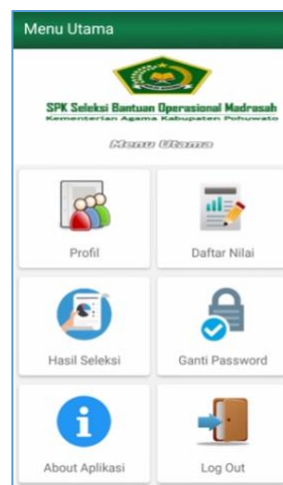 Menu Utama
SPK Seleksi Bantuan Operasional Madrasah
Kementerian Agama Kabupaten Pohuwato
Menu Utama
Profil
Daftar Nilai
Hasil Seleksi
Ganti Password
About Aplikasi
Log Out